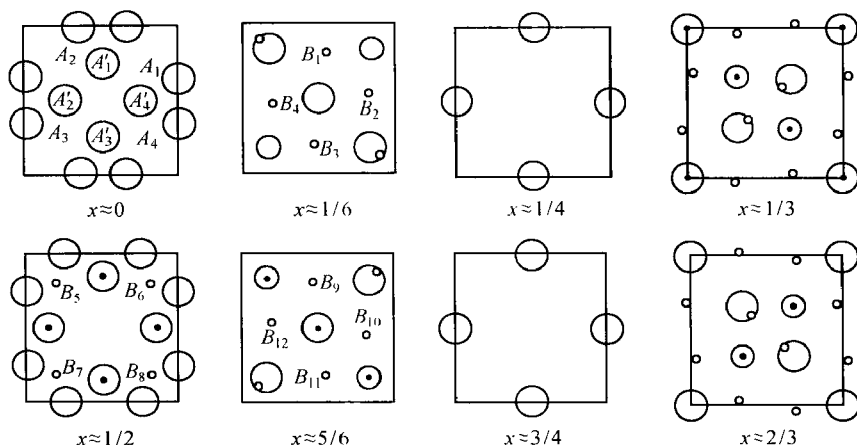 A₂ A′₁ A₁
A′₂ A′₄
A₃ A′₃ A₄
x≈0
B₁
B₄ B₂
B₃
x≈1/6
x≈1/4
x≈1/3
B₅ B₆
B₇ B₈
x≈1/2
B₉
B₁₂ B₁₀
B₁₁
x≈5/6
x≈3/4
x≈2/3